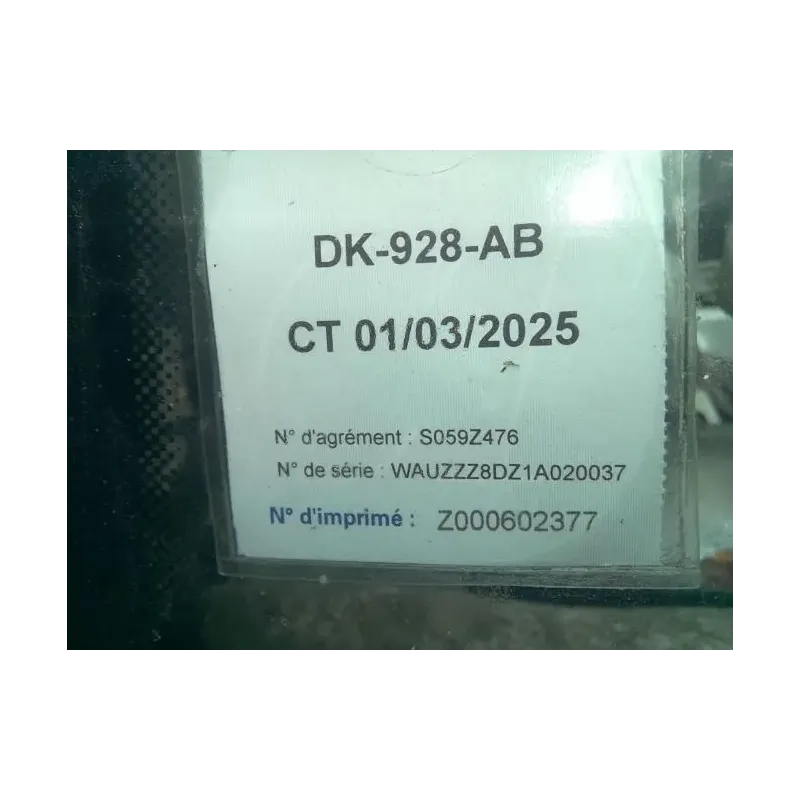 DK-928-AB
CT 01/03/2025
N° d'agrément : S059Z476
N° de série : WAUZZZ8DZ1A020037
N° d'imprimé : Z000602377